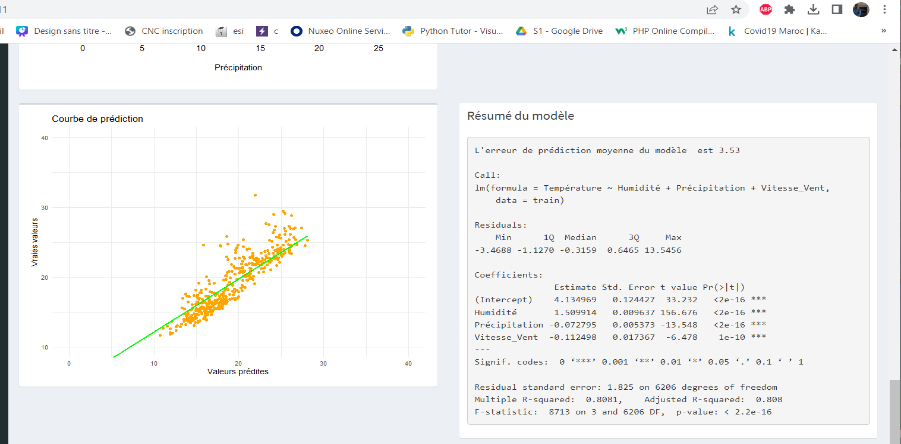 Design sans titre -...
CNC inscription
esi
c
Nuxeo Online Servi...
Python Tutor - Visu...
S1 - Google Drive
PHP Online Compil...
Covid19 Maroc | Ka...
»
0 5 10 15 20 25
Précipitation
Courbe de prédiction
40
30
20
10
Vraies valeurs
0 10 20 30 40
Valeurs prédites
Résumé du modèle
L'erreur de prédiction moyenne du modèle est 3.53
Call:
lm(formula = Température ~ Humidité + Précipitation + Vitesse_Vent,
data = train)
Residuals:
Min 1Q Median 3Q Max
-3.4688 -1.1270 -0.3159 0.6465 13.5456
Coefficients:
Estimate Std. Error t value Pr(>|t|)
(Intercept) 4.134969 0.124427 33.232 <2e-16 ***
Humidité 1.509914 0.009637 156.676 <2e-16 ***
Précipitation -0.072795 0.005373 -13.548 <2e-16 ***
Vitesse_Vent -0.112498 0.017367 -6.478 1e-10 ***
---
Signif. codes: 0 ‘***’ 0.001 ‘**’ 0.01 ‘*’ 0.05 ‘.’ 0.1 ‘ ’ 1
Residual standard error: 1.825 on 6206 degrees of freedom
Multiple R-squared: 0.8081, Adjusted R-squared: 0.808
F-statistic: 8713 on 3 and 6206 DF, p-value: < 2.2e-16